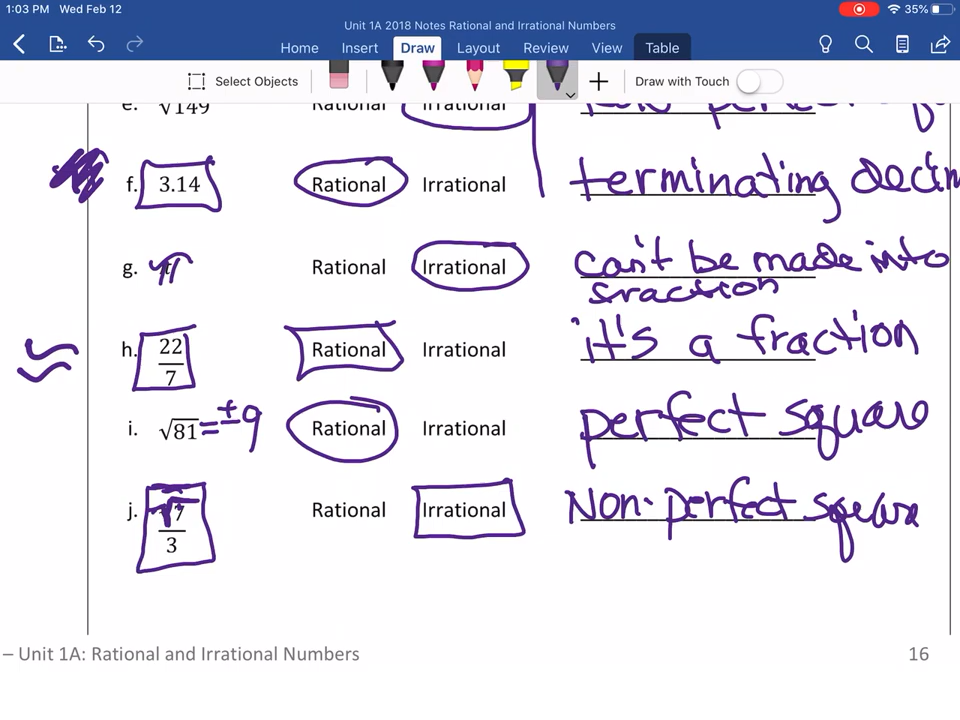 1:03 PM Wed Feb 12 35%
Unit 1A 2018 Notes Rational and Irrational Numbers
Home Insert Draw Layout Review View Table
Select Objects Draw with Touch
e. √149 Rational Irrational
f. 3.14 Rational Irrational terminating decim
g. π Rational Irrational can't be made into
fraction
h. 22/7 Rational Irrational it's a fraction
i. √81 = ±9 Rational Irrational perfect square
j. √7/3 Rational Irrational Non-perfect square
– Unit 1A: Rational and Irrational Numbers 16